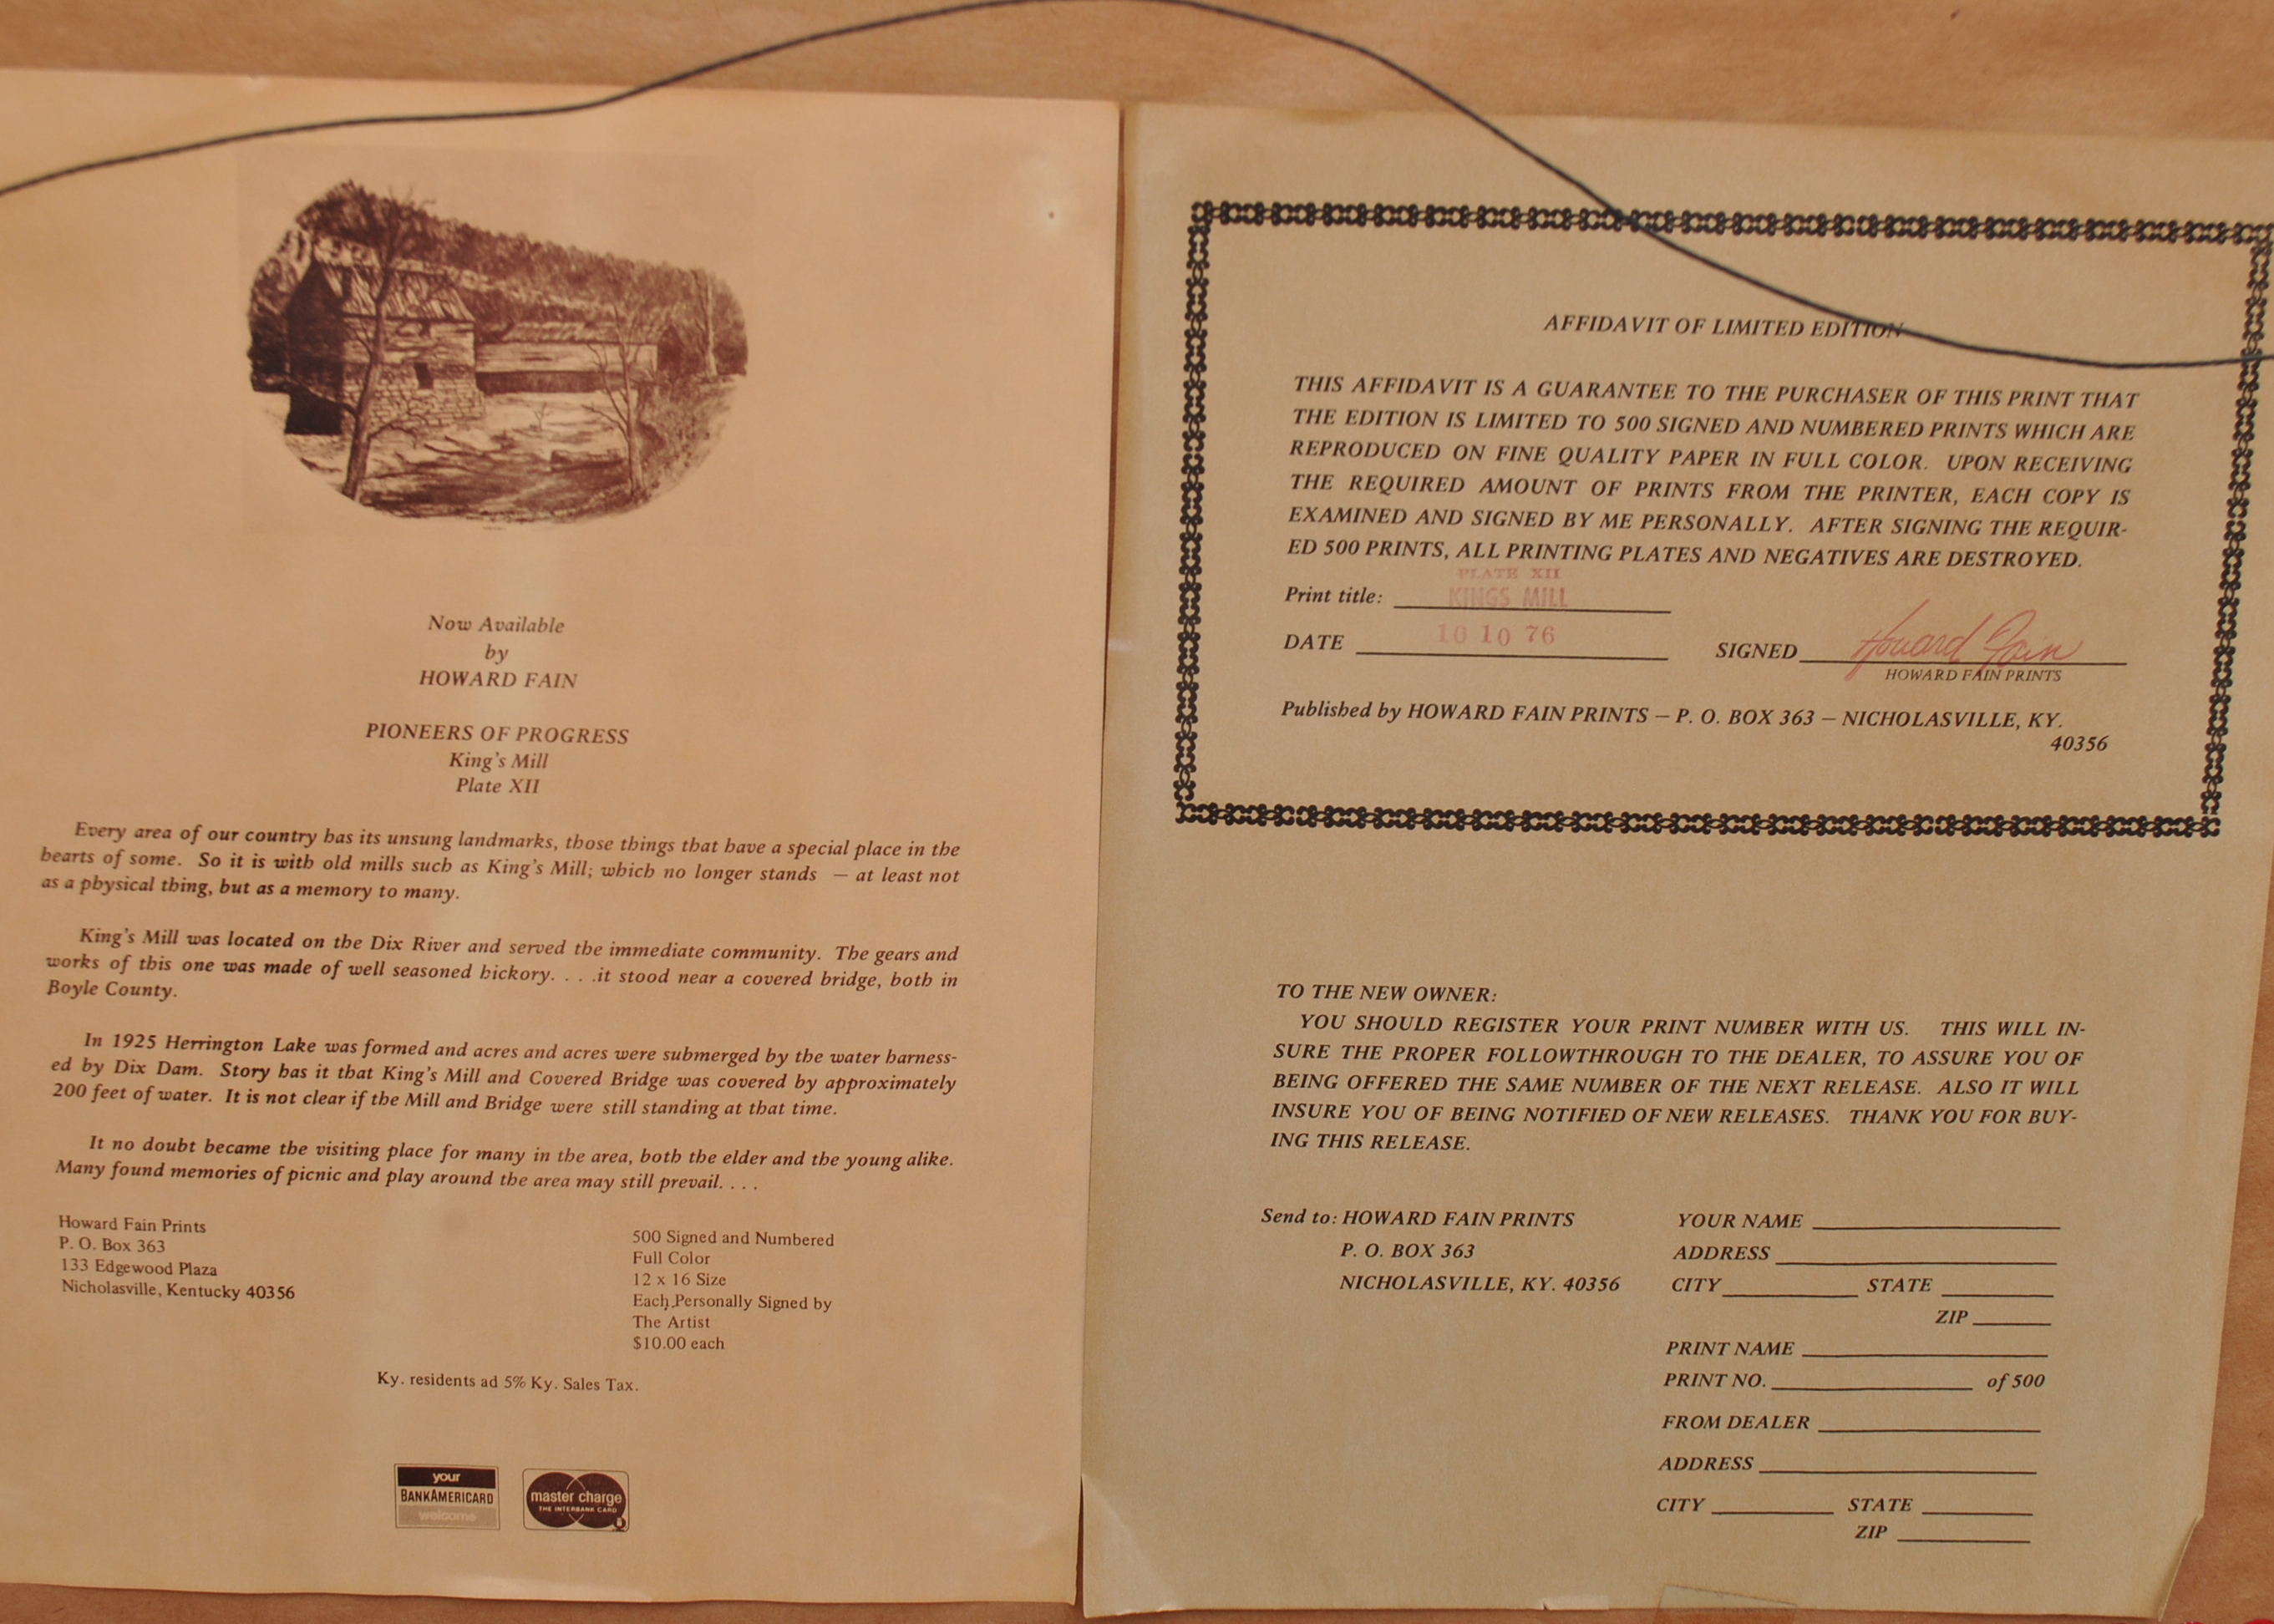 Now Available
by
HOWARD FAIN
PIONEERS OF PROGRESS
King's Mill
Plate XII
Every area of our country has its unsung landmarks, those things that have a special place in the
hearts of some. So it is with old mills such as King's Mill; which no longer stands — at least not
as a physical thing, but as a memory to many.
King's Mill was located on the Dix River and served the immediate community. The gears and
works of this one was made of well seasoned hickory. . . .it stood near a covered bridge, both in
Boyle County.
In 1925 Herrington Lake was formed and acres and acres were submerged by the water harness-
ed by Dix Dam. Story has it that King's Mill and Covered Bridge was covered by approximately
200 feet of water. It is not clear if the Mill and Bridge were still standing at that time.
It no doubt became the visiting place for many in the area, both the elder and the young alike.
Many found memories of picnic and play around the area may still prevail. . . .
Howard Fain Prints
P. O. Box 363
133 Edgewood Plaza
Nicholasville, Kentucky 40356
500 Signed and Numbered
Full Color
12 x 16 Size
Each Personally Signed by
The Artist
$10.00 each
Ky. residents ad 5% Ky. Sales Tax.
your
BANKAMERICARD
welcome
master charge
THE INTERBANK CARD
AFFIDAVIT OF LIMITED EDITION
THIS AFFIDAVIT IS A GUARANTEE TO THE PURCHASER OF THIS PRINT THAT
THE EDITION IS LIMITED TO 500 SIGNED AND NUMBERED PRINTS WHICH ARE
REPRODUCED ON FINE QUALITY PAPER IN FULL COLOR. UPON RECEIVING
THE REQUIRED AMOUNT OF PRINTS FROM THE PRINTER, EACH COPY IS
EXAMINED AND SIGNED BY ME PERSONALLY. AFTER SIGNING THE REQUIR-
ED 500 PRINTS, ALL PRINTING PLATES AND NEGATIVES ARE DESTROYED.
PLATE XII
Print title: KINGS MILL
DATE 10 10 76 SIGNED Howard Fain
HOWARD FAIN PRINTS
Published by HOWARD FAIN PRINTS — P. O. BOX 363 — NICHOLASVILLE, KY.
40356
TO THE NEW OWNER:
YOU SHOULD REGISTER YOUR PRINT NUMBER WITH US. THIS WILL IN-
SURE THE PROPER FOLLOWTHROUGH TO THE DEALER, TO ASSURE YOU OF
BEING OFFERED THE SAME NUMBER OF THE NEXT RELEASE. ALSO IT WILL
INSURE YOU OF BEING NOTIFIED OF NEW RELEASES. THANK YOU FOR BUY-
ING THIS RELEASE.
Send to: HOWARD FAIN PRINTS
P. O. BOX 363
NICHOLASVILLE, KY. 40356
YOUR NAME
ADDRESS
CITY STATE
ZIP
PRINT NAME
PRINT NO. of 500
FROM DEALER
ADDRESS
CITY STATE
ZIP